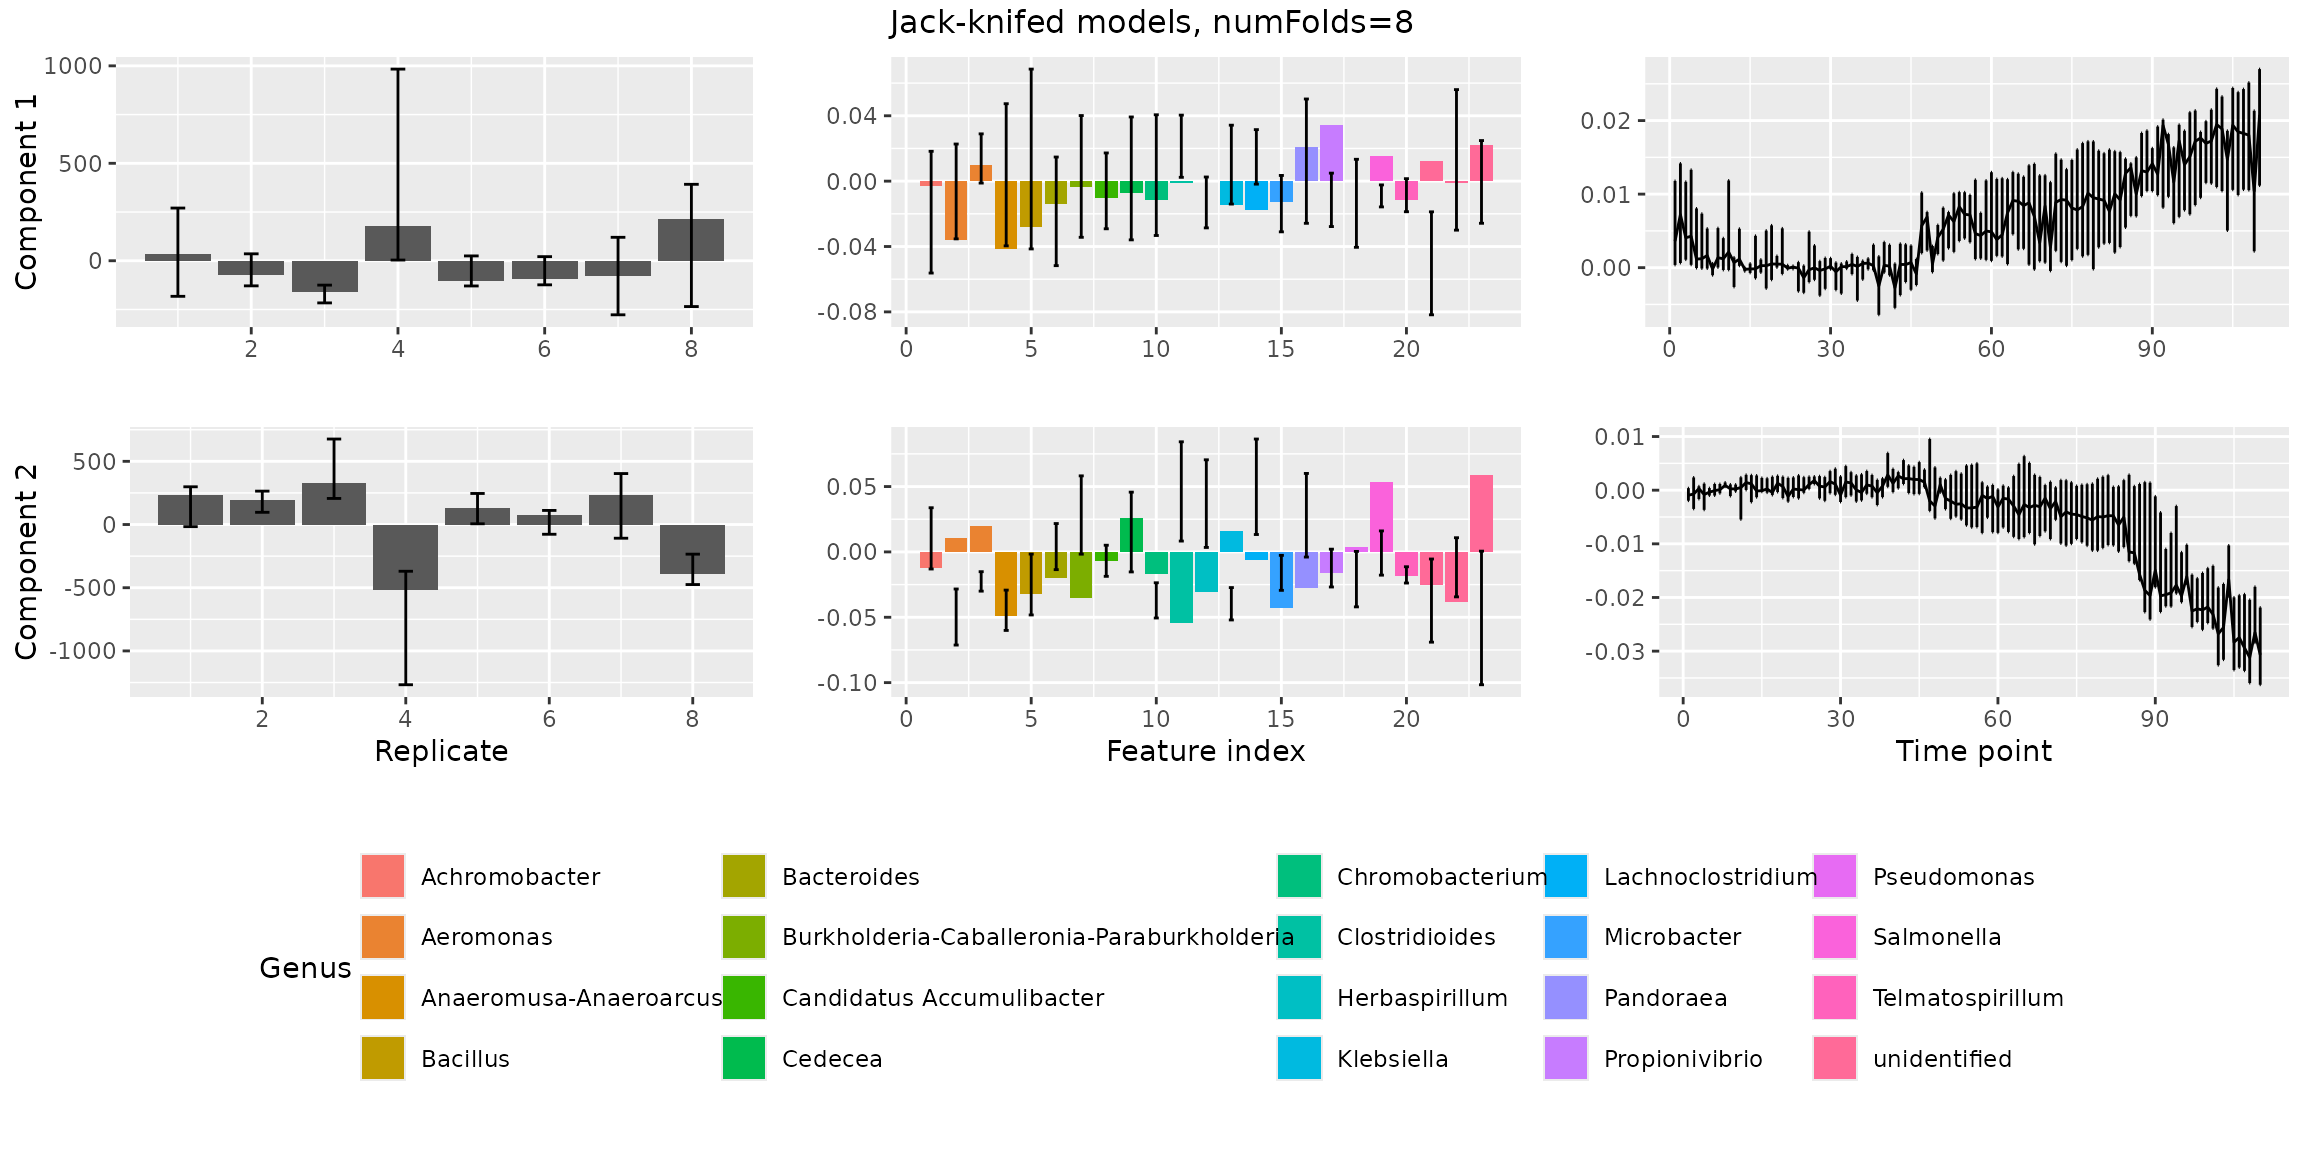 Jack-knifed models, numFolds=8
Component 1
1000
500
0
2 4 6 8
0.04
0.00
-0.04
-0.08
0 5 10 15 20
0.02
0.01
0.00
0 30 60 90
Component 2
500
0
-500
-1000
2 4 6 8
Replicate
0.05
0.00
-0.05
-0.10
0 5 10 15 20
Feature index
0.01
0.00
-0.01
-0.02
-0.03
0 30 60 90
Time point
Genus
Achromobacter
Aeromonas
Anaeromusa-Anaeroarcus
Bacillus
Bacteroides
Burkholderia-Caballeronia-Paraburkholderia
Candidatus Accumulibacter
Cedecea
Chromobacterium
Clostridioides
Herbaspirillum
Klebsiella
Lachnoclostridium
Microbacter
Pandoraea
Propionivibrio
Pseudomonas
Salmonella
Telmatospirillum
unidentified